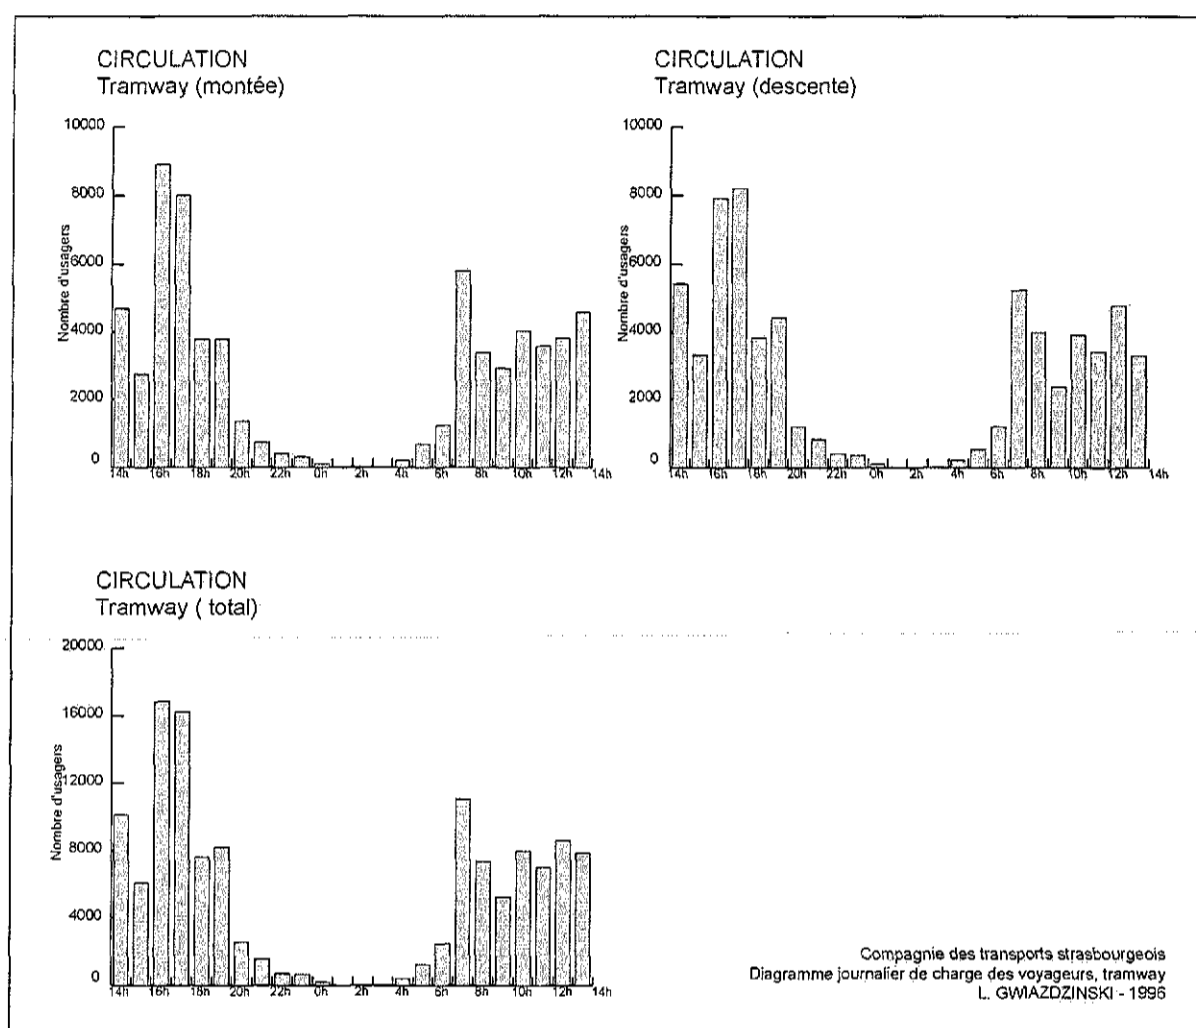 CIRCULATION
Tramway (montée)
10000
8000
6000
4000
2000
0
Nombre d'usagers
14h 16h 18h 20h 22h 0h 2h 4h 6h 8h 10h 12h 14h
CIRCULATION
Tramway (descente)
10000
8000
6000
4000
2000
0
Nombre d'usagers
14h 16h 18h 20h 22h 0h 2h 4h 6h 8h 10h 12h 14h
CIRCULATION
Tramway ( total)
20000
16000
12000
8000
4000
0
Nombre d'usagers
14h 16h 18h 20h 22h 0h 2h 4h 6h 8h 10h 12h 14h
Compagnie des transports strasbourgeois
Diagramme journalier de charge des voyageurs, tramway
L. GWIAZDZINSKI - 1996